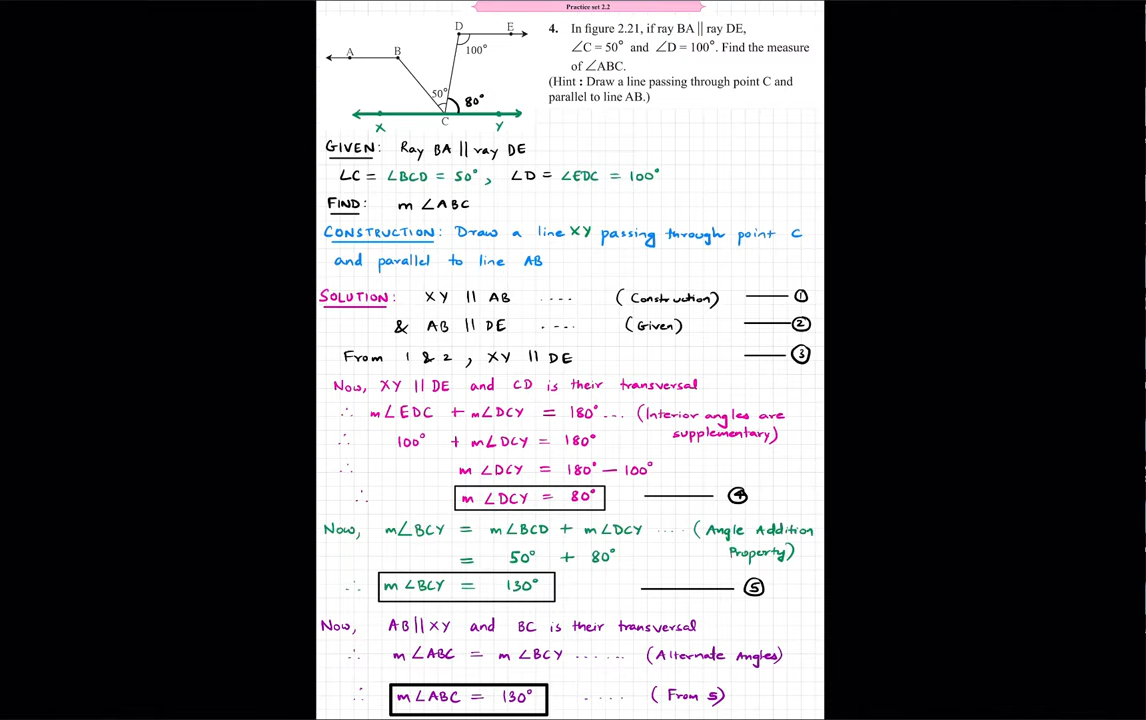 Practice set 2.2
4. In figure 2.21, if ray BA || ray DE,
∠C = 50° and ∠D = 100°. Find the measure
of ∠ABC.
(Hint : Draw a line passing through point C and
parallel to line AB.)
D E
100°
A B
50° 80°
C
X Y
GIVEN: Ray BA || ray DE
∠C = ∠BCD = 50°, ∠D = ∠EDC = 100°
FIND: m ∠ABC
CONSTRUCTION: Draw a line XY passing through point C
and parallel to line AB
SOLUTION: XY || AB .... (Construction) —— ①
& AB || DE .... (Given) —— ②
From 1 & 2, XY || DE —— ③
Now, XY || DE and CD is their transversal
∴ m∠EDC + m∠DCY = 180° ... (Interior angles are
supplementary)
∴ 100° + m∠DCY = 180°
∴ m ∠DCY = 180° — 100°
∴ m ∠DCY = 80° —— ④
Now, m∠BCY = m∠BCD + m∠DCY .... (Angle Addition
Property)
= 50° + 80°
∴ m ∠BCY = 130° —— ⑤
Now, AB || XY and BC is their transversal
∴ m ∠ABC = m ∠BCY ...... (Alternate Angles)
∴ m ∠ABC = 130° .... (From 5)